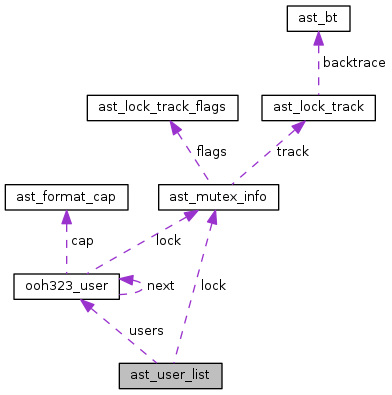 ast_bt
backtrace
ast_lock_track_flags
ast_lock_track
flags
track
ast_format_cap
ast_mutex_info
cap
lock
ooh323_user
next
lock
users
ast_user_list